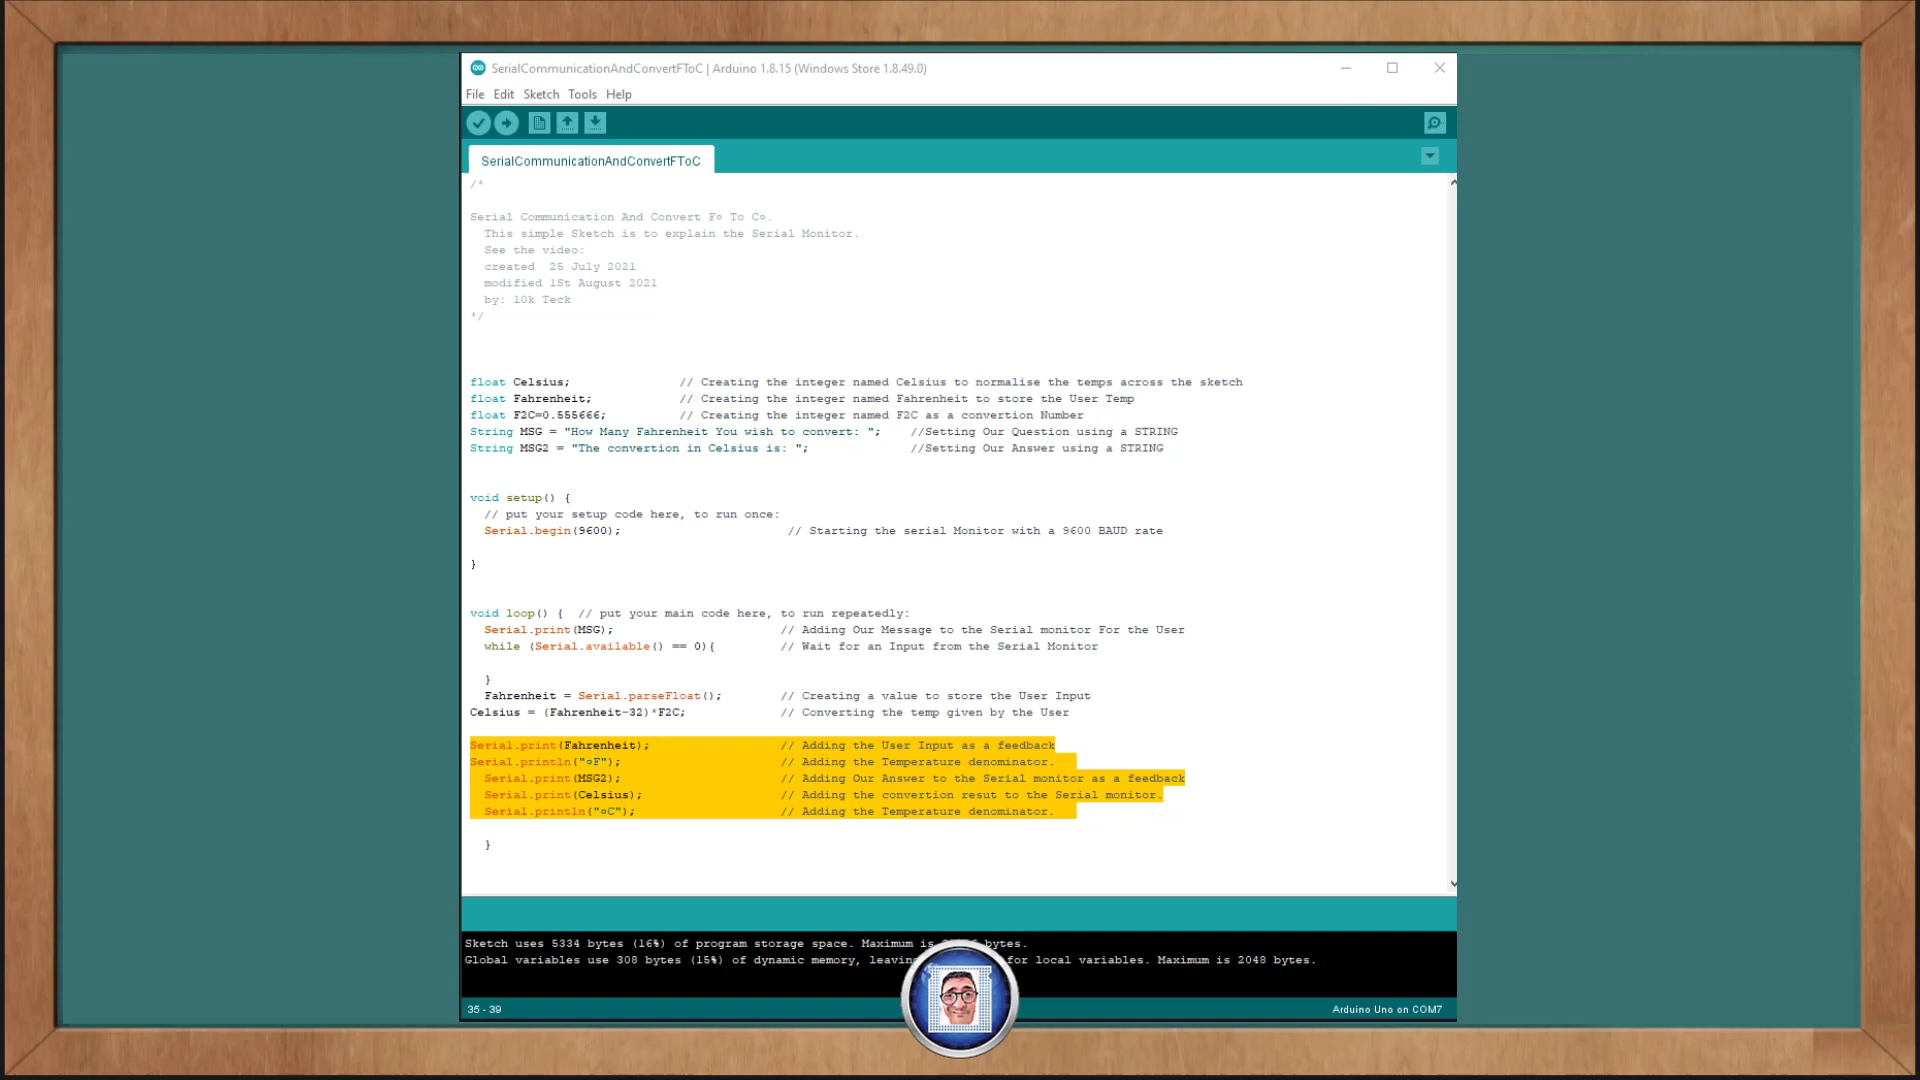 SerialCommunicationAndConvertFToC | Arduino 1.8.15 (Windows Store 1.8.49.0)
File Edit Sketch Tools Help
SerialCommunicationAndConvertFToC
/*
Serial Communication And Convert F° To C°.
This simple Sketch is to explain the Serial Monitor.
See the video:
created  25 July 2021
modified 1St August 2021
by: 10k Teck
*/
float Celsius; // Creating the integer named Celsius to normalise the temps across the sketch
float Fahrenheit; // Creating the integer named Fahrenheit to store the User Temp
float F2C=0.555666; // Creating the integer named F2C as a convertion Number
String MSG = "How Many Fahrenheit You wish to convert: "; //Setting Our Question using a STRING
String MSG2 = "The convertion in Celsius is: "; //Setting Our Answer using a STRING
void setup() {
// put your setup code here, to run once:
Serial.begin(9600); // Starting the serial Monitor with a 9600 BAUD rate
}
void loop() { // put your main code here, to run repeatedly:
Serial.print(MSG); // Adding Our Message to the Serial monitor For the User
while (Serial.available() == 0){ // Wait for an Input from the Serial Monitor
}
Fahrenheit = Serial.parseFloat(); // Creating a value to store the User Input
Celsius = (Fahrenheit-32)*F2C; // Converting the temp given by the User
Serial.print(Fahrenheit); // Adding the User Input as a feedback
Serial.println("°F"); // Adding the Temperature denominator.
Serial.print(MSG2); // Adding Our Answer to the Serial monitor as a feedback
Serial.print(Celsius); // Adding the convertion resut to the Serial monitor.
Serial.println("°C"); // Adding the Temperature denominator.
}
Sketch uses 5334 bytes (16%) of program storage space. Maximum is bytes.
Global variables use 308 bytes (15%) of dynamic memory, for local variables. Maximum is 2048 bytes.
35 - 39 Arduino Uno on COM7